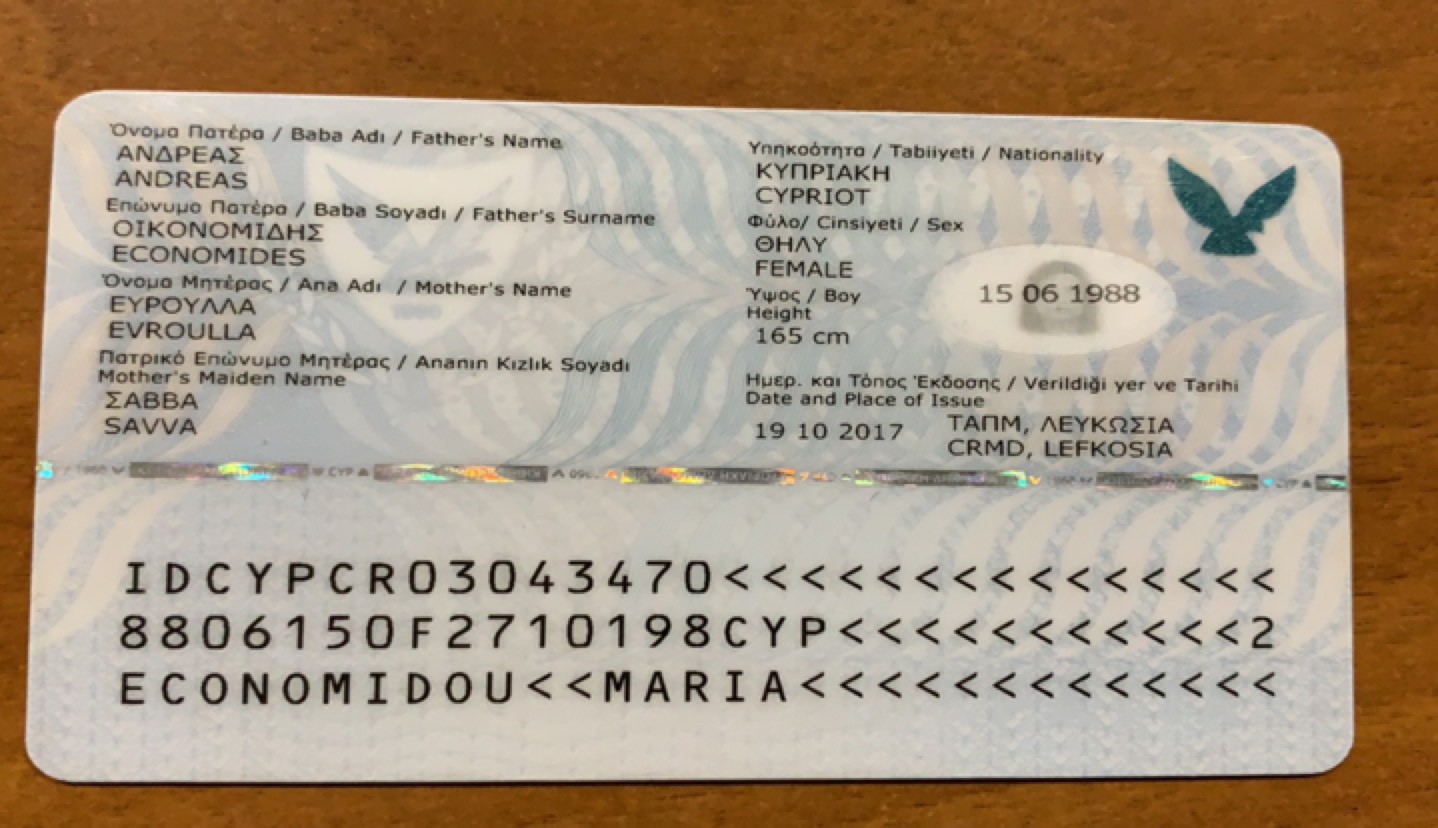 Όνομα Πατέρα / Baba Adı / Father's Name
ΑΝΔΡΕΑΣ
ANDREAS
Επώνυμο Πατέρα / Baba Soyadı / Father's Surname
ΟΙΚΟΝΟΜΙΔΗΣ
ECONOMIDES
Όνομα Μητέρας / Ana Adı / Mother's Name
ΕΥΡΟΥΛΛΑ
EVROULLA
Πατρικό Επώνυμο Μητέρας / Ananın Kızlık Soyadı
Mother's Maiden Name
ΣΑΒΒΑ
SAVVA
Υπηκοότητα / Tabiiyeti / Nationality
ΚΥΠΡΙΑΚΗ
CYPRIOT
Φύλο/ Cinsiyeti / Sex
ΘΗΛΥ
FEMALE
Ύψος / Boy
Height
165 cm
15 06 1988
Ημερ. και Τόπος Έκδοσης / Verildiği yer ve Tarihi
Date and Place of Issue
19 10 2017
ΤΑΠΜ, ΛΕΥΚΩΣΙΑ
CRMD, LEFKOSIA
IDCYPCR03043470<<<<<<<<<<<<<<<
8806150F2710198CYP<<<<<<<<<<<2
ECONOMIDOU<<MARIA<<<<<<<<<<<<<